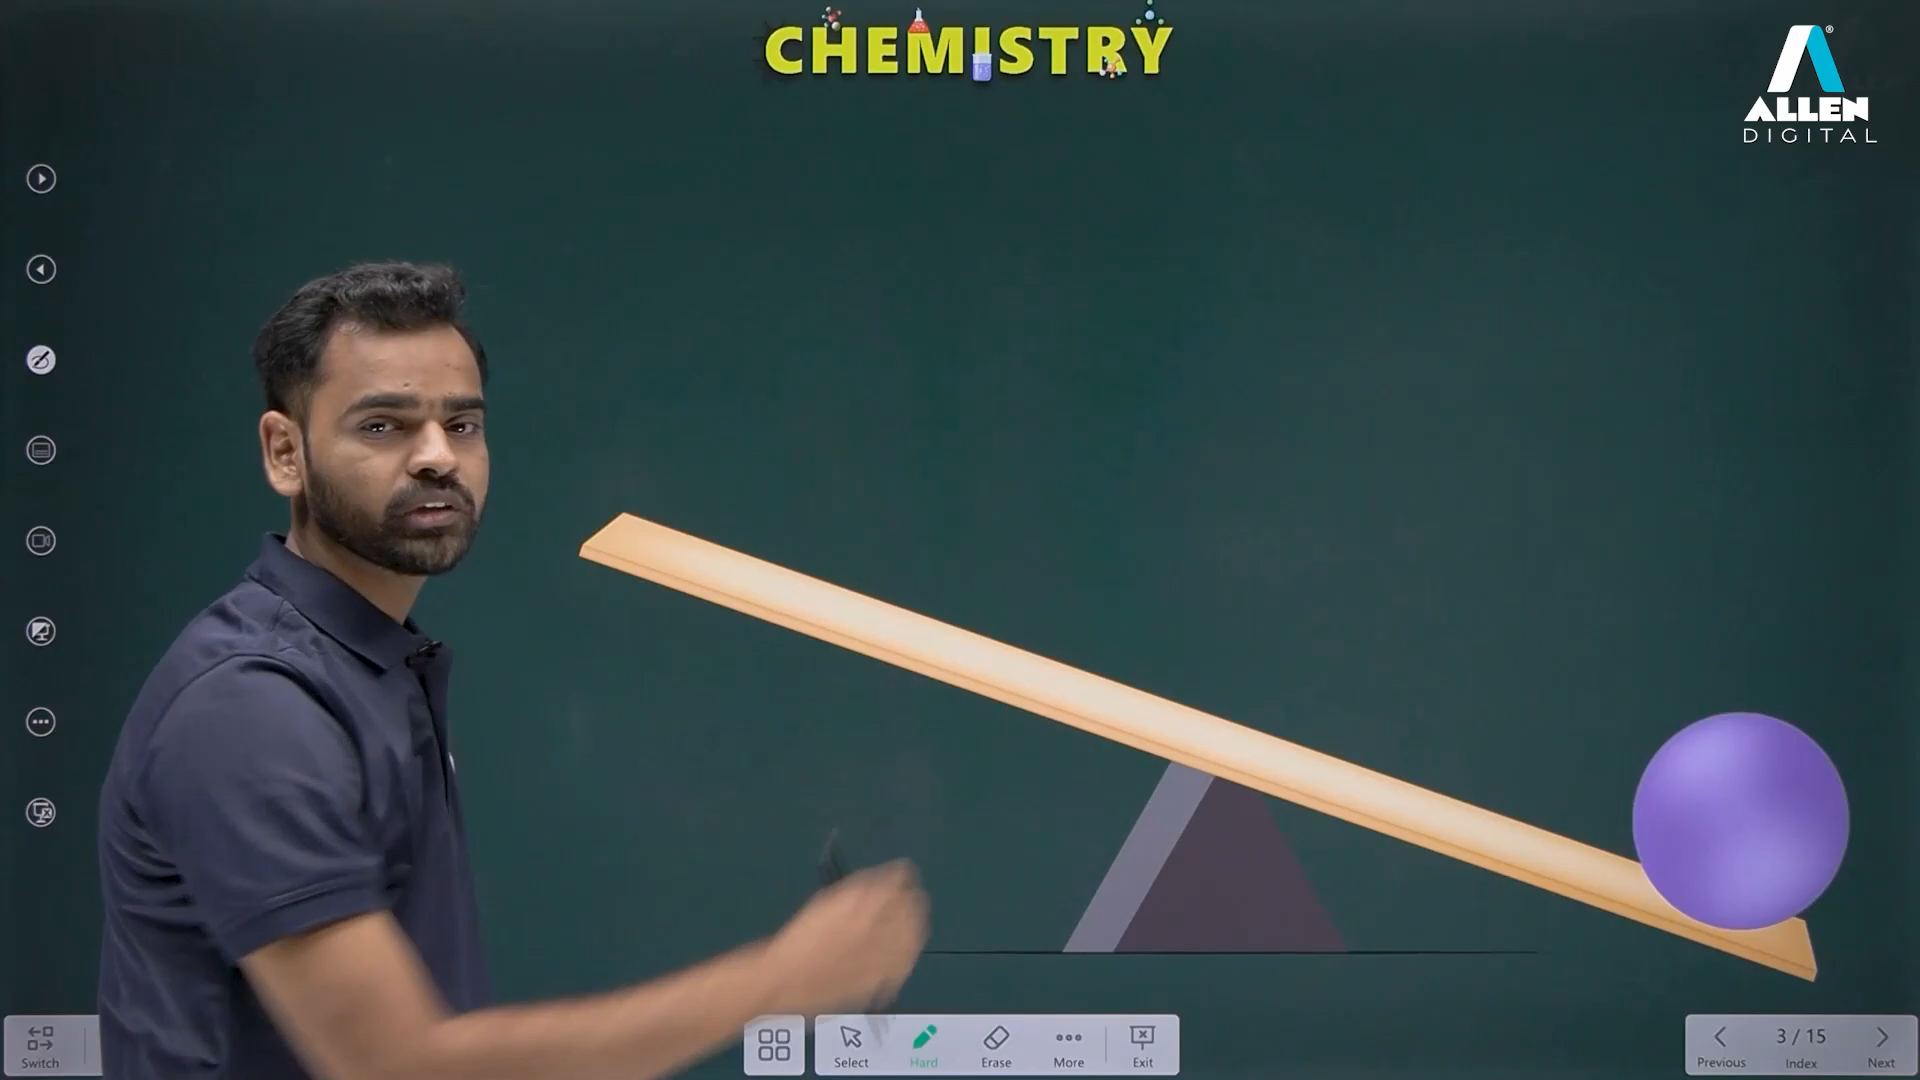 CHEMISTRY
ALLEN
DIGITAL
Switch
Select
Hard
Erase
More
Exit
3 / 15
Previous
Index
Next